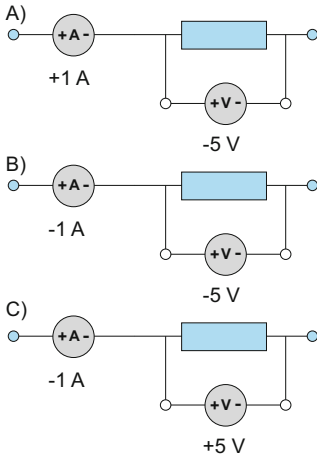 A)
+A-
+1 A
+V-
-5 V
B)
+A-
-1 A
+V-
-5 V
C)
+A-
-1 A
+V-
+5 V